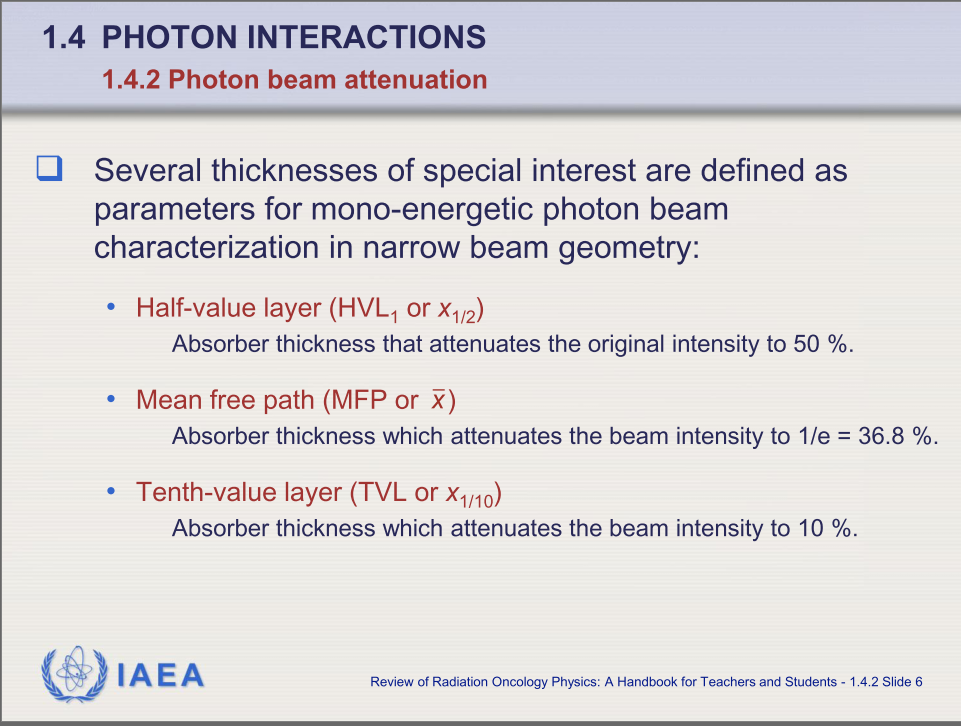 1.4 PHOTON INTERACTIONS
1.4.2 Photon beam attenuation
❑ Several thicknesses of special interest are defined as
parameters for mono-energetic photon beam
characterization in narrow beam geometry:
• Half-value layer (HVL₁ or x₁/₂)
Absorber thickness that attenuates the original intensity to 50 %.
• Mean free path (MFP or x̅)
Absorber thickness which attenuates the beam intensity to 1/e = 36.8 %.
• Tenth-value layer (TVL or x₁/₁₀)
Absorber thickness which attenuates the beam intensity to 10 %.
IAEA
Review of Radiation Oncology Physics: A Handbook for Teachers and Students - 1.4.2 Slide 6